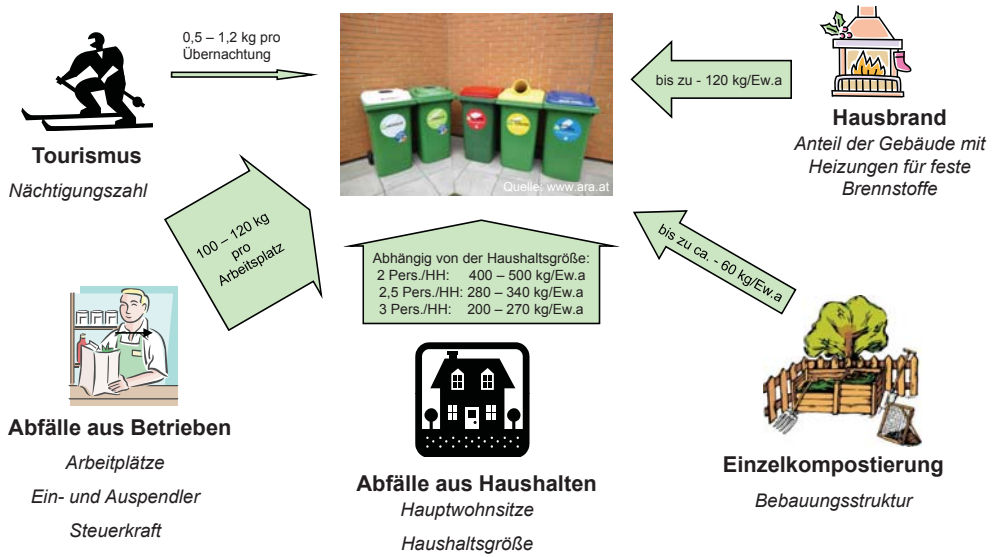 0,5 – 1,2 kg pro
Übernachtung
Tourismus
Nächtigungszahl
Quelle: www.ara.at
bis zu - 120 kg/Ew.a
Hausbrand
Anteil der Gebäude mit
Heizungen für feste
Brennstoffe
100 – 120 kg
pro
Arbeitsplatz
Abhängig von der Haushaltsgröße:
2 Pers./HH: 400 – 500 kg/Ew.a
2,5 Pers./HH: 280 – 340 kg/Ew.a
3 Pers./HH: 200 – 270 kg/Ew.a
bis zu ca. - 60 kg/Ew.a
Abfälle aus Betrieben
Arbeitplätze
Ein- und Auspendler
Steuerkraft
Abfälle aus Haushalten
Hauptwohnsitze
Haushaltsgröße
Einzelkompostierung
Bebauungsstruktur